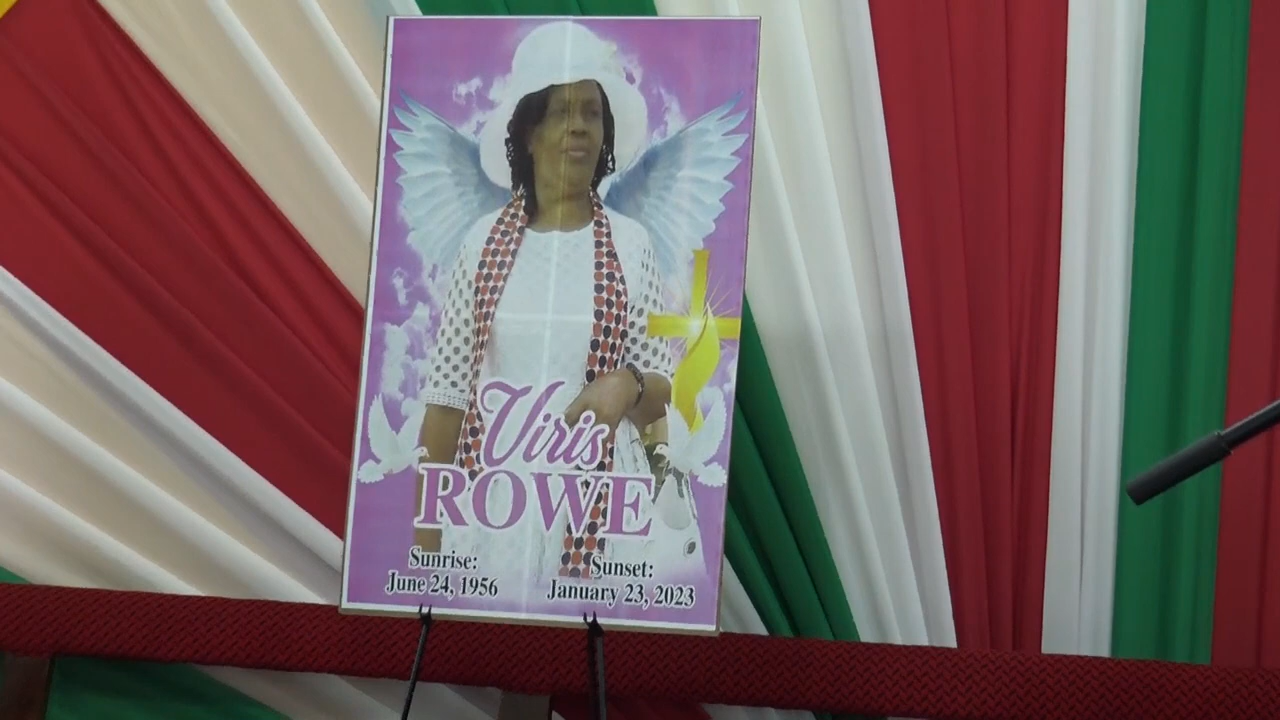 Viris
ROWE
Sunrise:
June 24, 1956
Sunset:
January 23, 2023